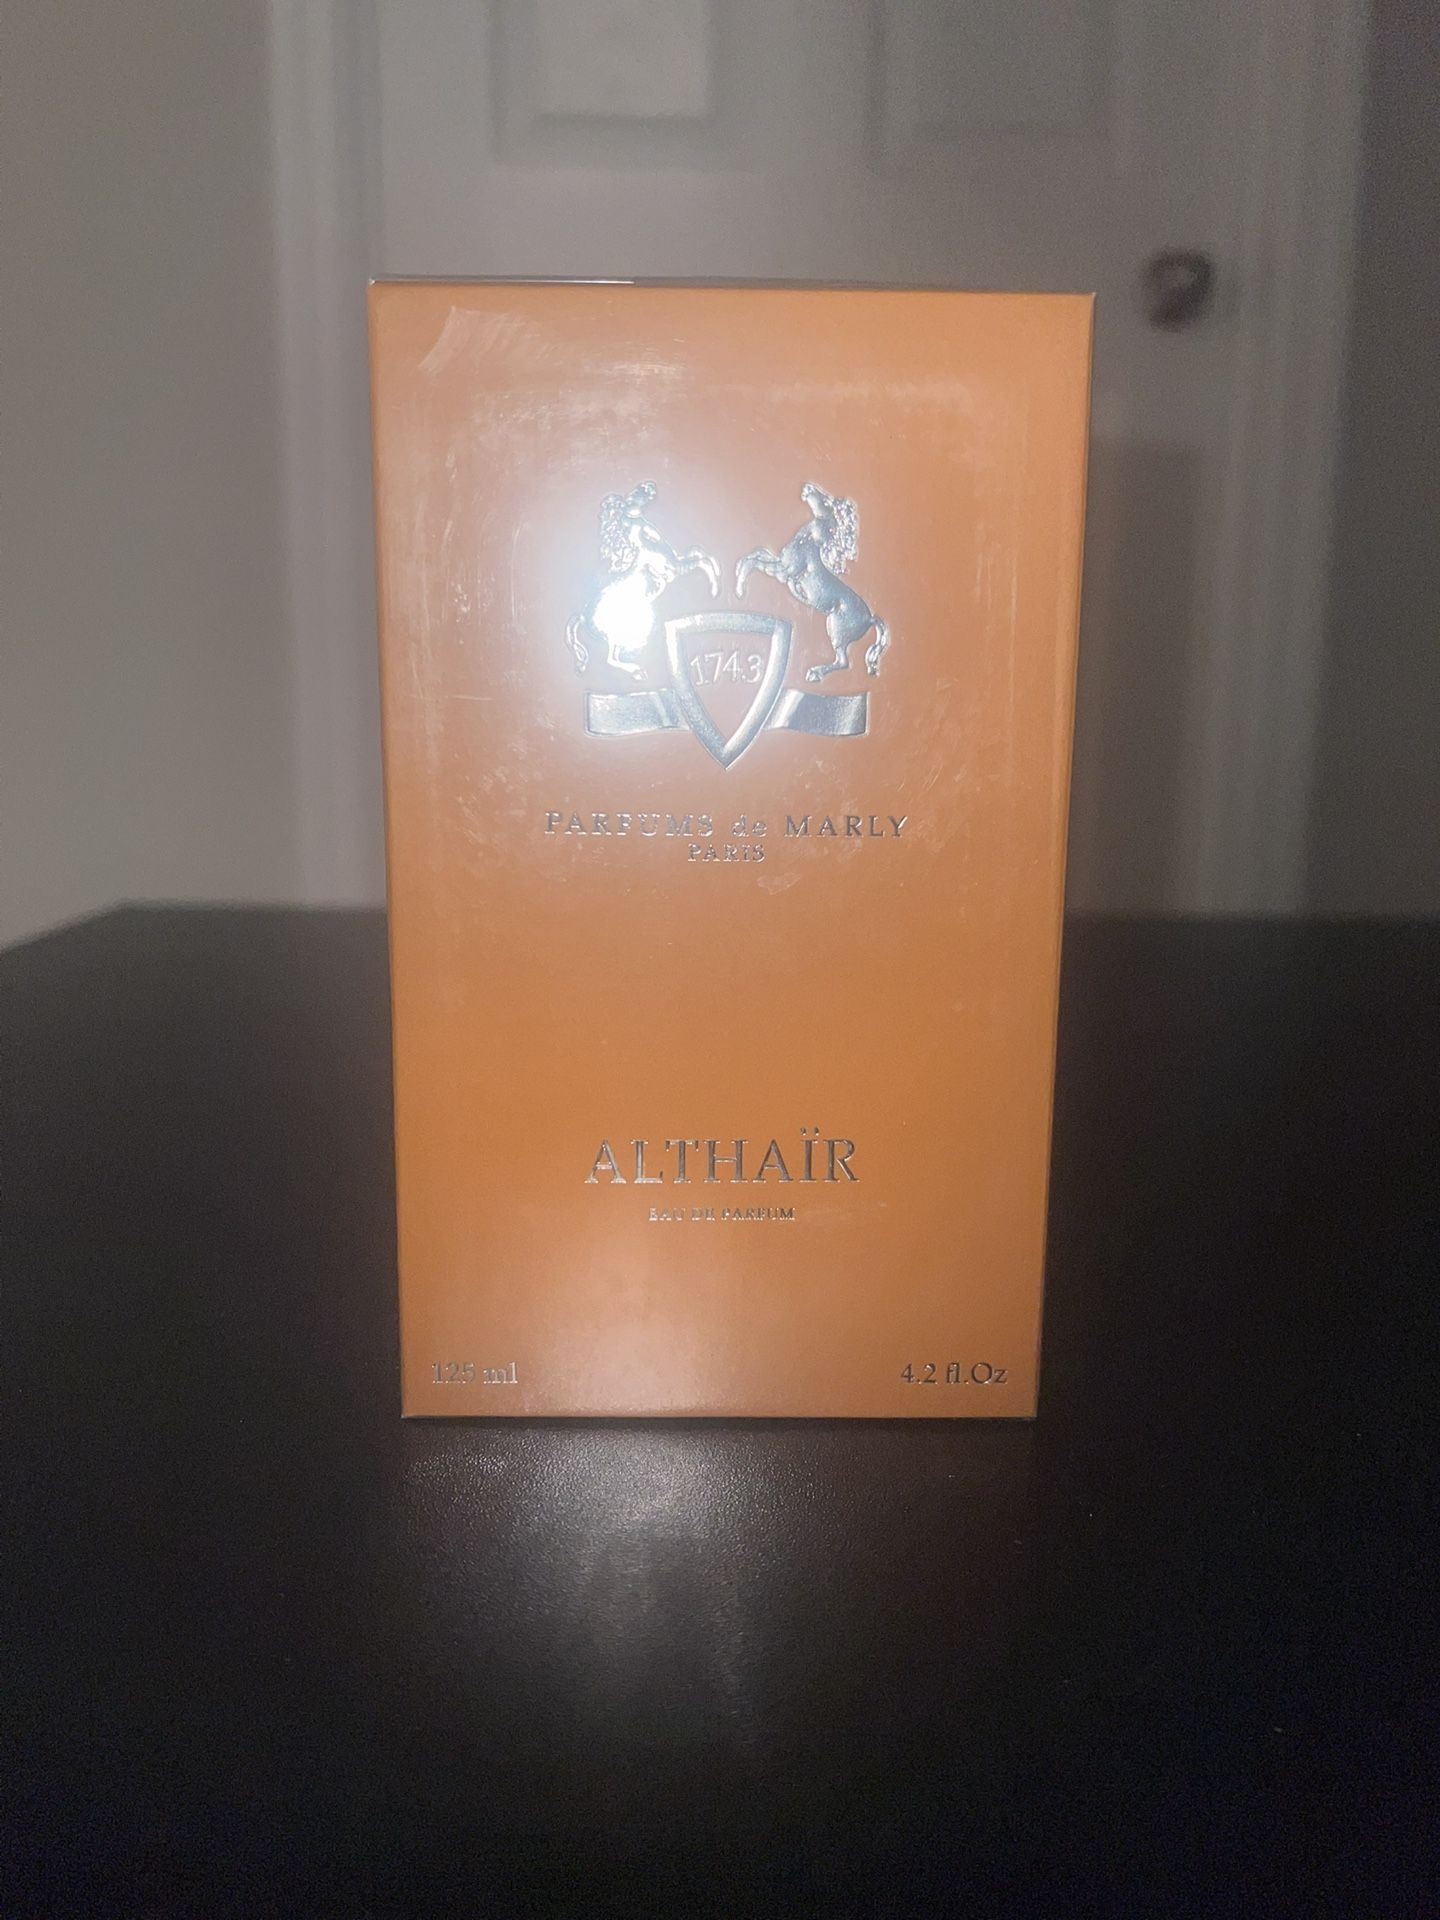 1743
PARFUMS de MARLY
PARIS
ALTHAÏR
EAU DE PARFUM
125 ml 4.2 fl.Oz